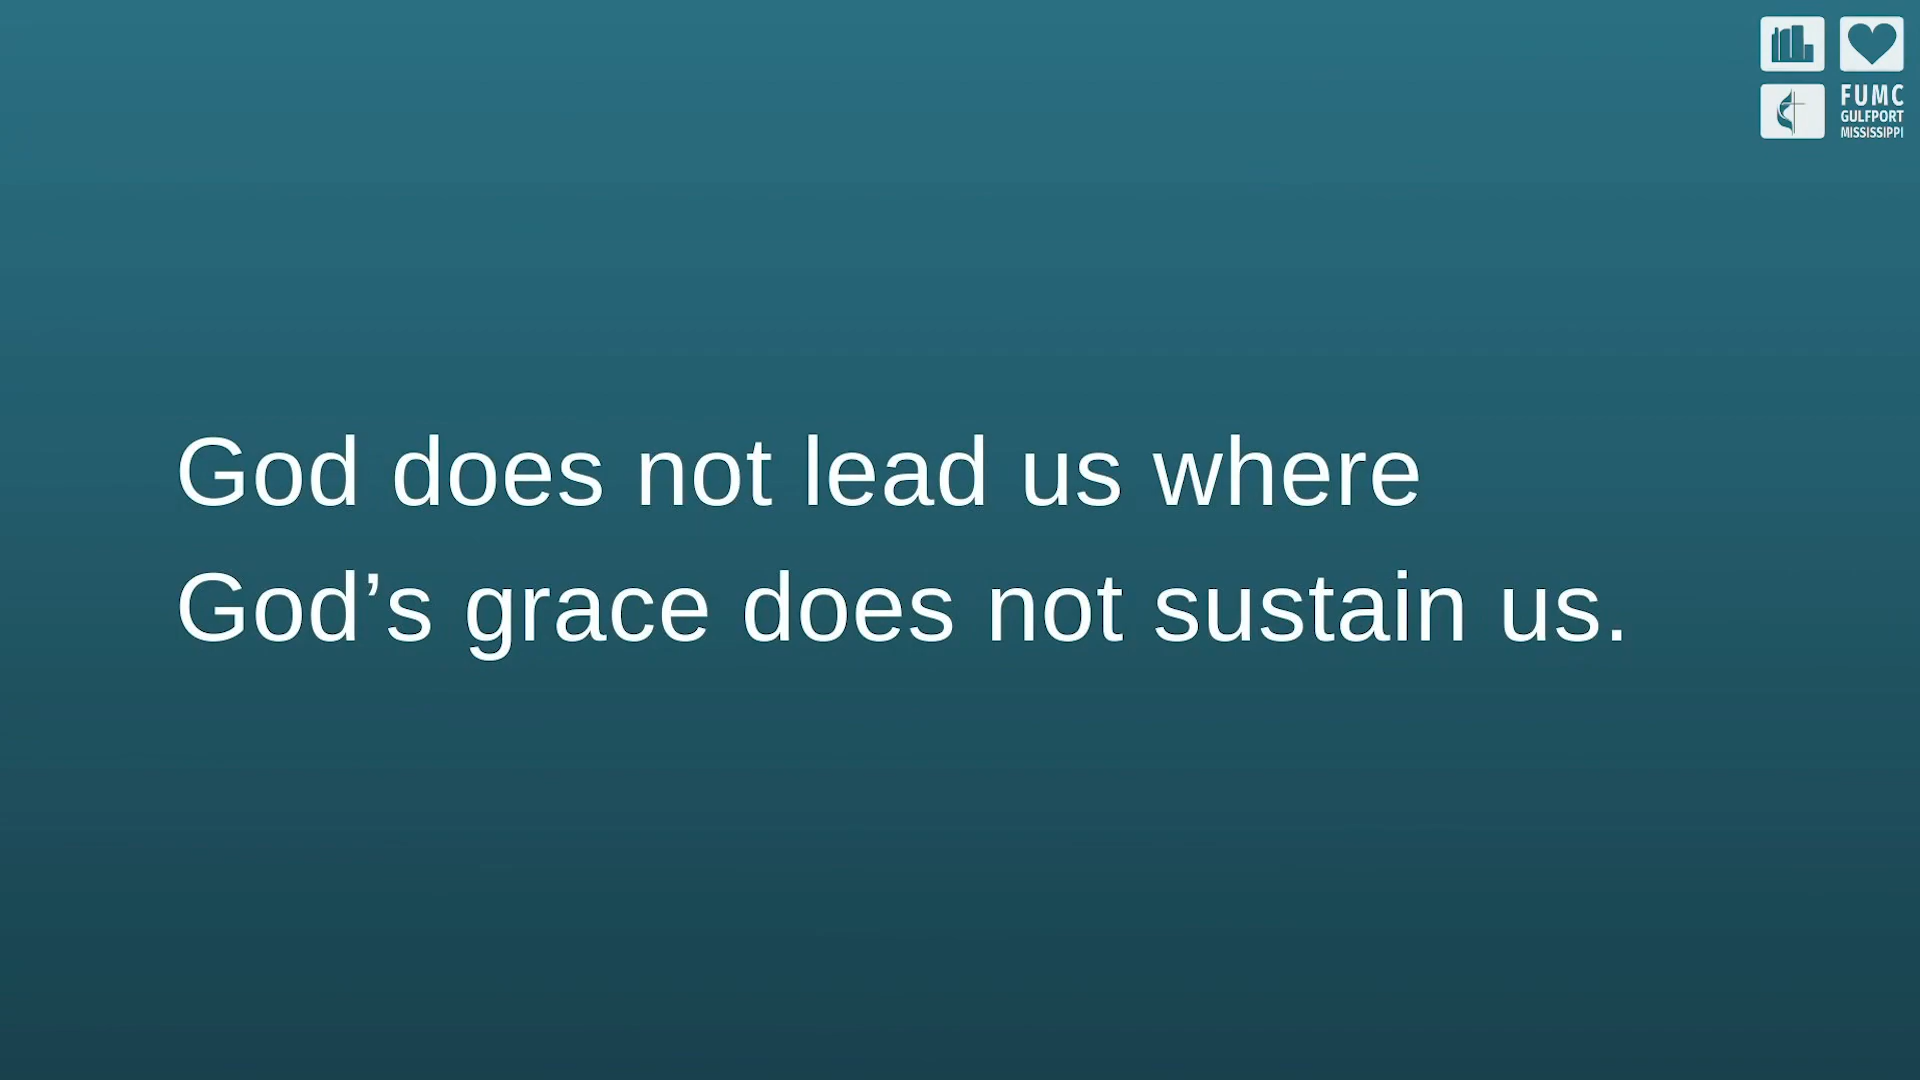 FUMC
GULFPORT
MISSISSIPPI
God does not lead us where
God’s grace does not sustain us.